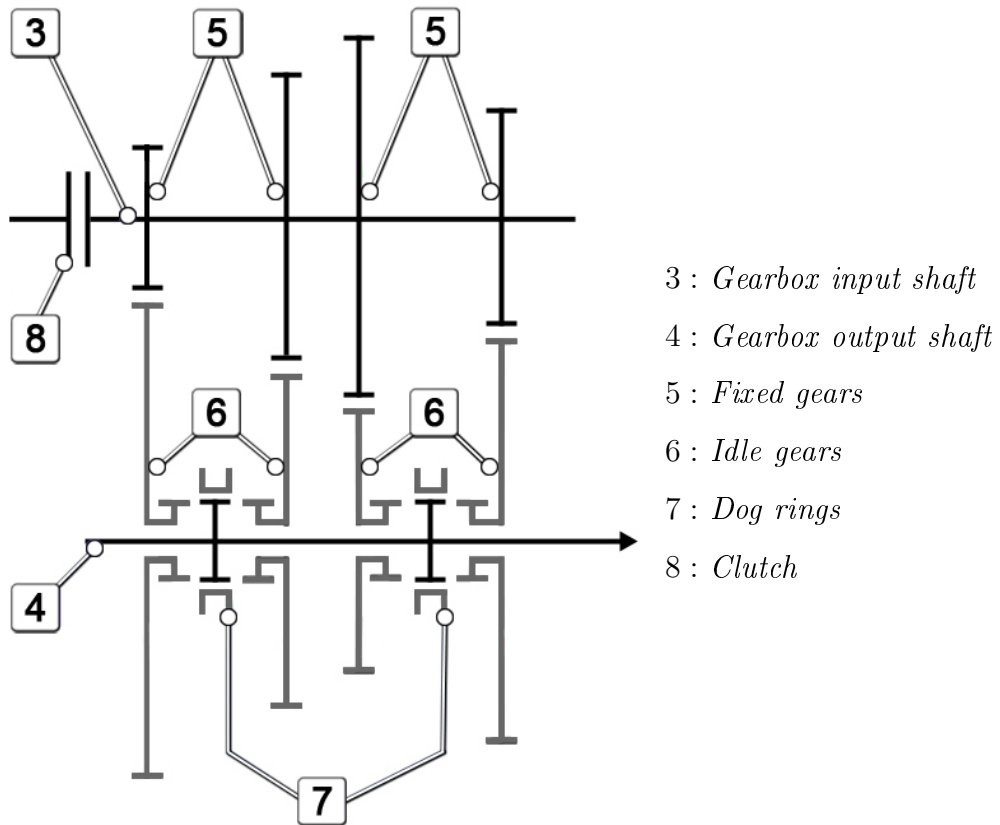 3
5
5
8
6
6
4
7
3 : Gearbox input shaft
4 : Gearbox output shaft
5 : Fixed gears
6 : Idle gears
7 : Dog rings
8 : Clutch